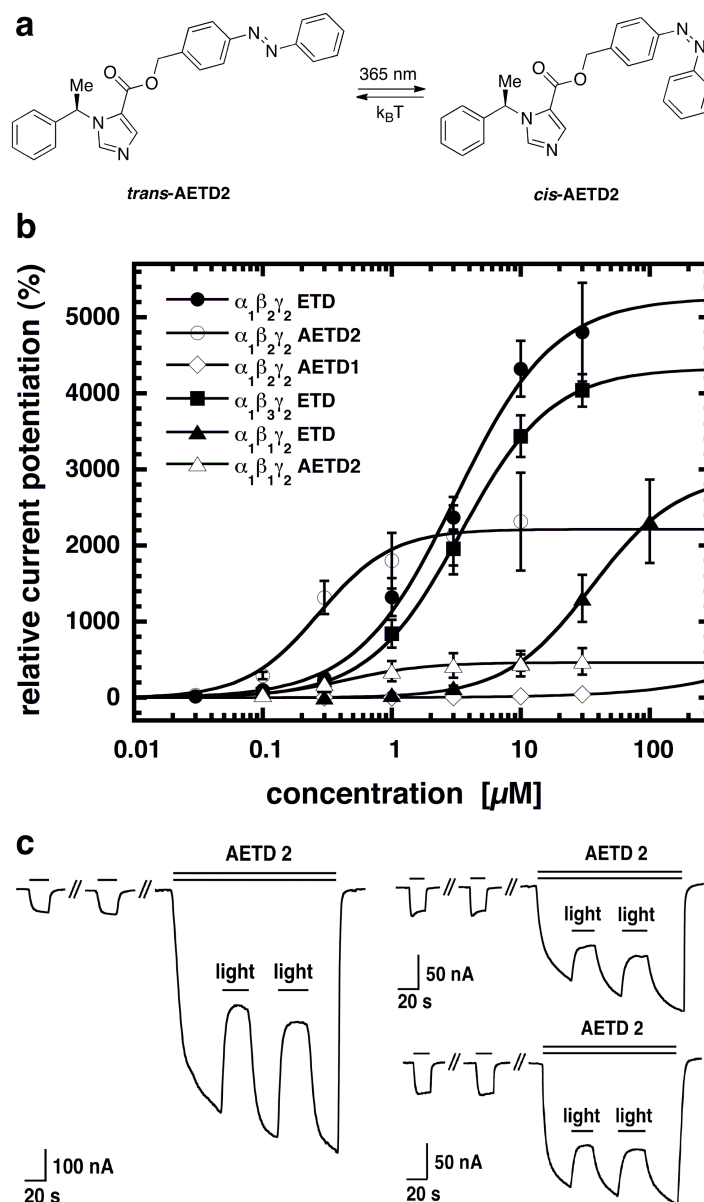 a
Me
N
N
O
O
N
N
365 nm
k_BT
Me
N
N
O
O
N
N
trans-AETD2
cis-AETD2
b
relative current potentiation (%)
5000
4000
3000
2000
1000
0
α₁β₂γ₂ ETD
α₁β₂γ₂ AETD2
α₁β₂γ₂ AETD1
α₁β₃γ₂ ETD
α₁β₁γ₂ ETD
α₁β₁γ₂ AETD2
0.01 0.1 1 10 100
concentration [µM]
c
AETD 2
light light
100 nA
20 s
AETD 2
light light
50 nA
20 s
AETD 2
light light
50 nA
20 s